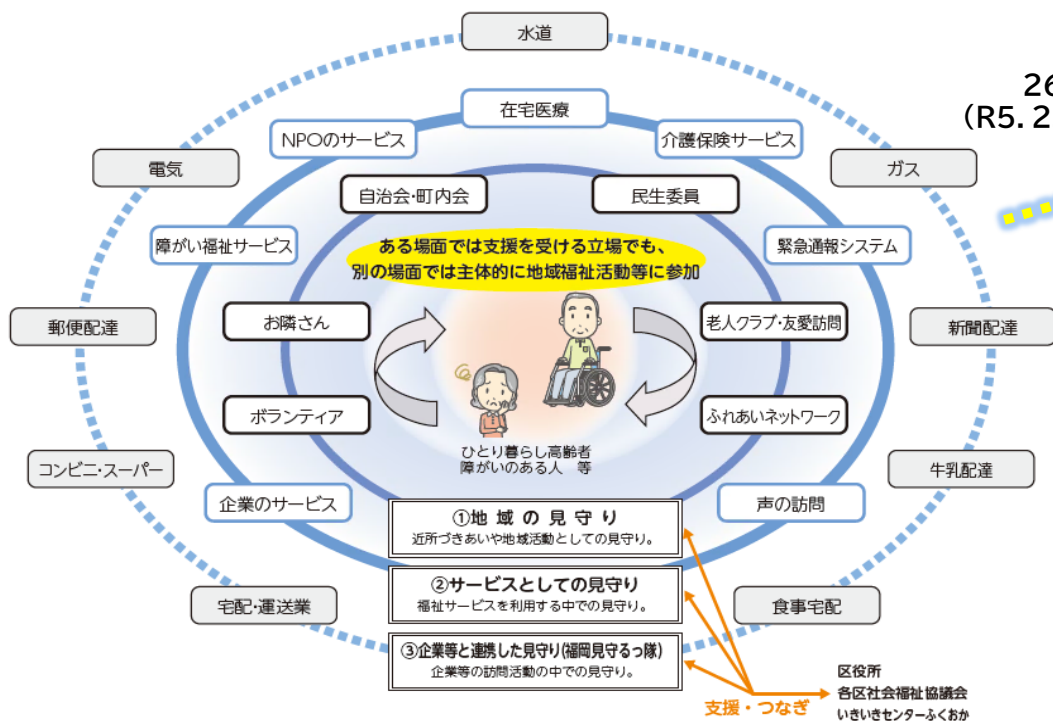 水道
26
(R5.2
在宅医療
NPOのサービス
介護保険サービス
電気
ガス
自治会・町内会
民生委員
障がい福祉サービス
緊急通報システム
ある場面では支援を受ける立場でも、
別の場面では主体的に地域福祉活動等に参加
郵便配達
お隣さん
老人クラブ・友愛訪問
新聞配達
ボランティア
ふれあいネットワーク
ひとり暮らし高齢者
障がいのある人 等
コンビニ・スーパー
牛乳配達
企業のサービス
声の訪問
①地域の見守り
近所づきあいや地域活動としての見守り。
②サービスとしての見守り
福祉サービスを利用する中での見守り。
宅配・運送業
食事宅配
③企業等と連携した見守り(福岡見守るっ隊)
企業等の訪問活動の中での見守り。
支援・つなぎ
区役所
各区社会福祉協議会
いきいきセンターふくおか